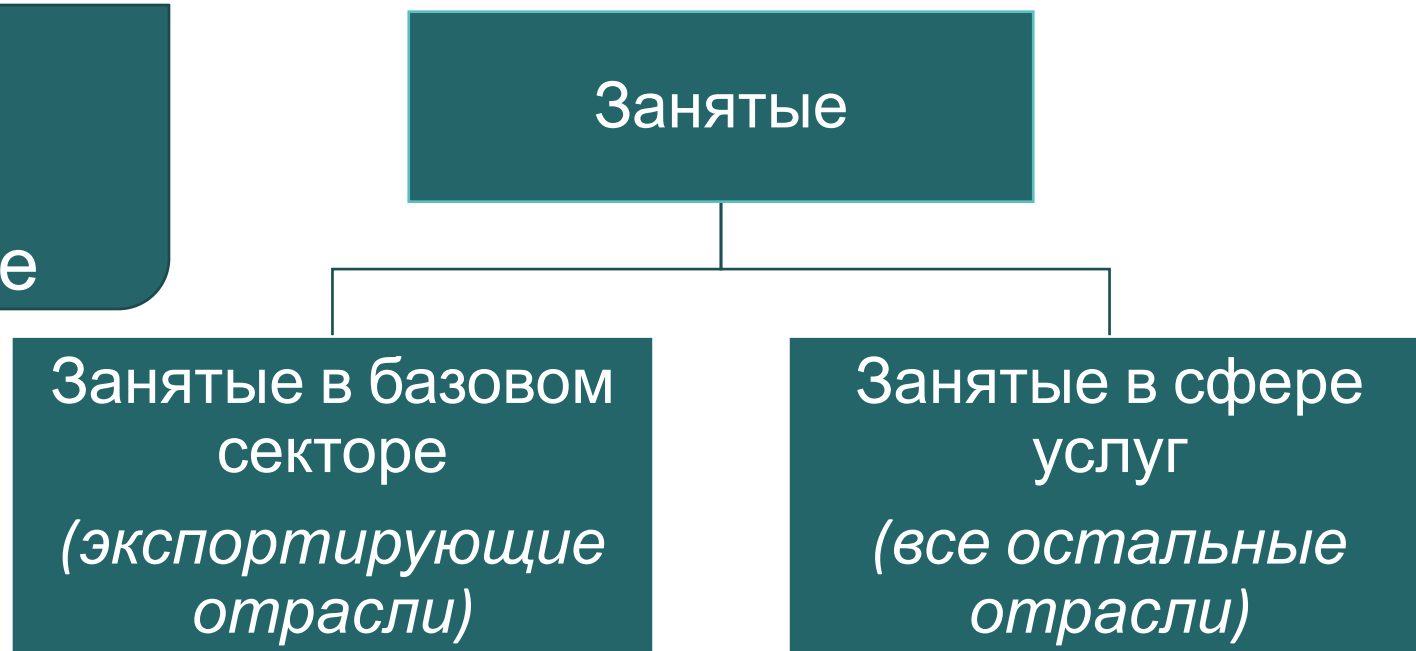 Занятые
е
Занятые в базовом
секторе
(экспортирующие
отрасли)
Занятые в сфере
услуг
(все остальные
отрасли)